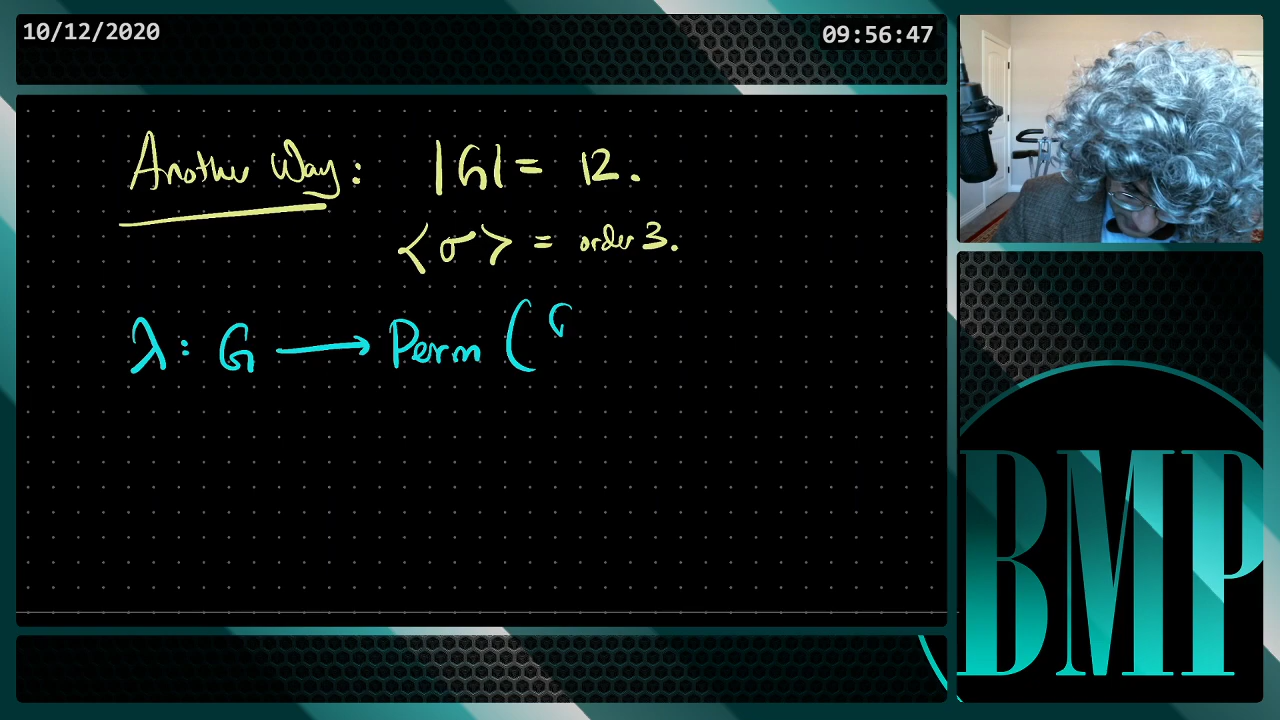 10/12/2020 09:56:47
Another Way: |G| = 12.
<σ> = order 3.
λ: G → Perm (
BMP